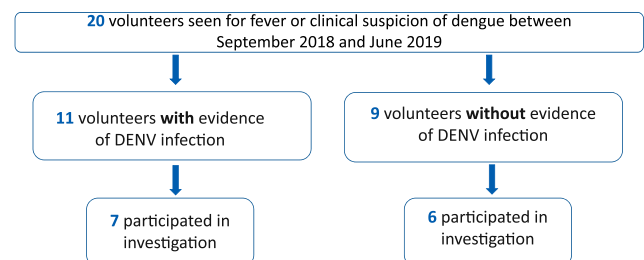 20 volunteers seen for fever or clinical suspicion of dengue between
September 2018 and June 2019
11 volunteers with evidence
of DENV infection
9 volunteers without evidence
of DENV infection
7 participated in
investigation
6 participated in
investigation